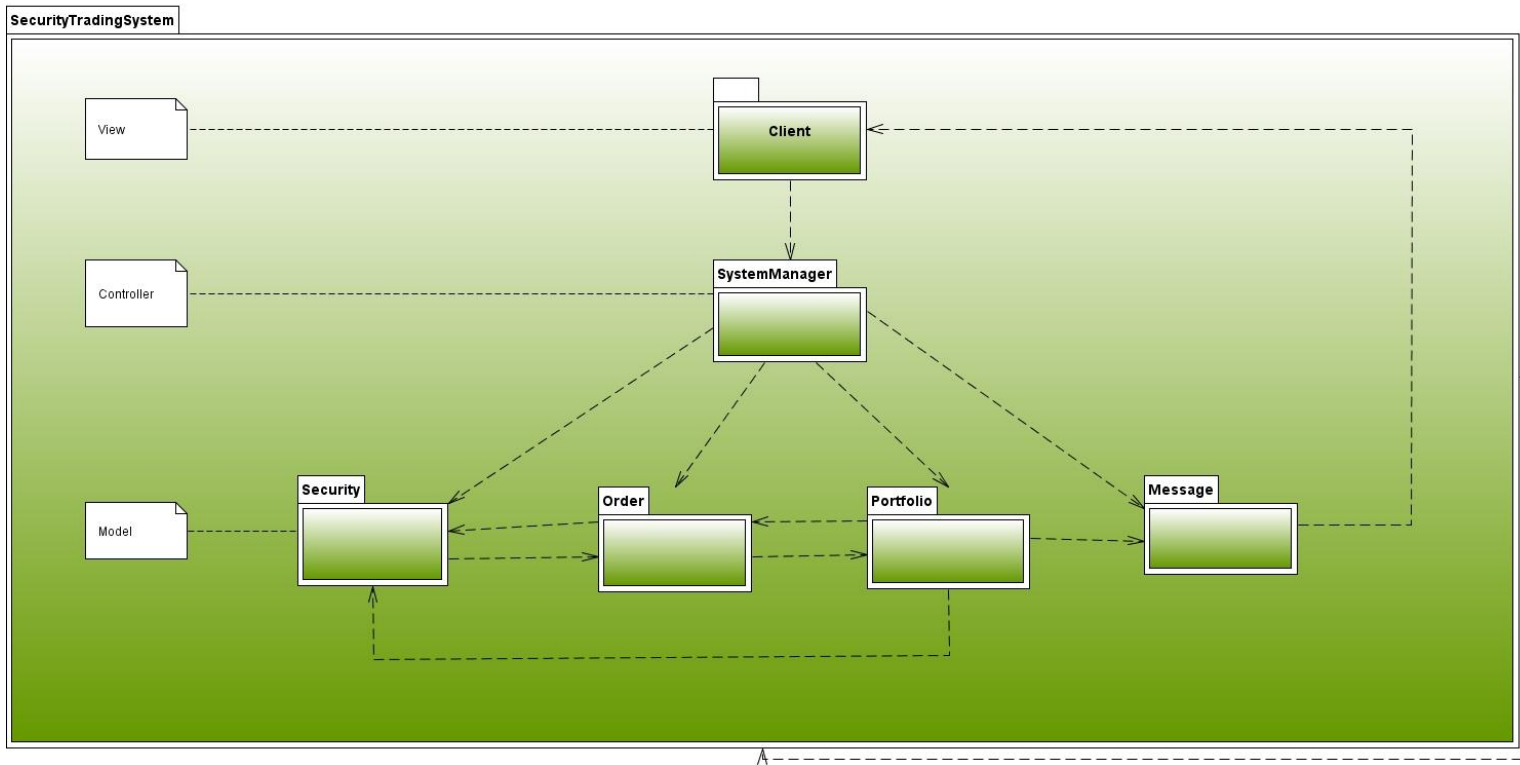 SecurityTradingSystem
View
Client
SystemManager
Controller
Security
Order
Portfolio
Message
Model